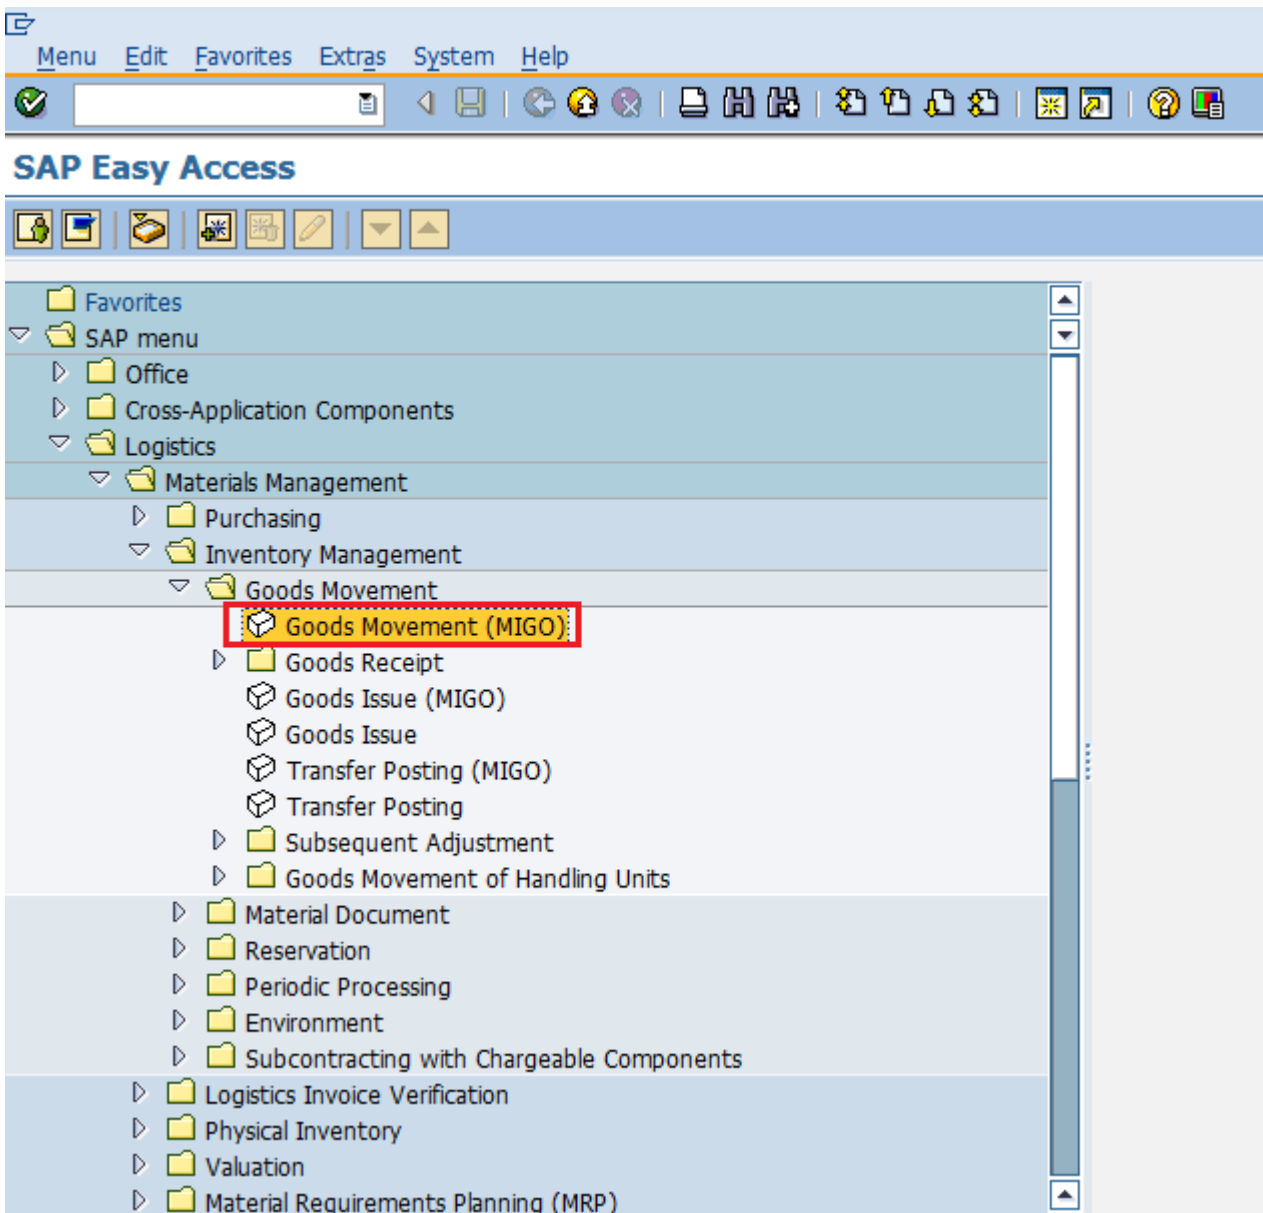 Menu Edit Favorites Extras System Help
SAP Easy Access
Favorites
SAP menu
Office
Cross-Application Components
Logistics
Materials Management
Purchasing
Inventory Management
Goods Movement
Goods Movement (MIGO)
Goods Receipt
Goods Issue (MIGO)
Goods Issue
Transfer Posting (MIGO)
Transfer Posting
Subsequent Adjustment
Goods Movement of Handling Units
Material Document
Reservation
Periodic Processing
Environment
Subcontracting with Chargeable Components
Logistics Invoice Verification
Physical Inventory
Valuation
Material Requirements Planning (MRP)